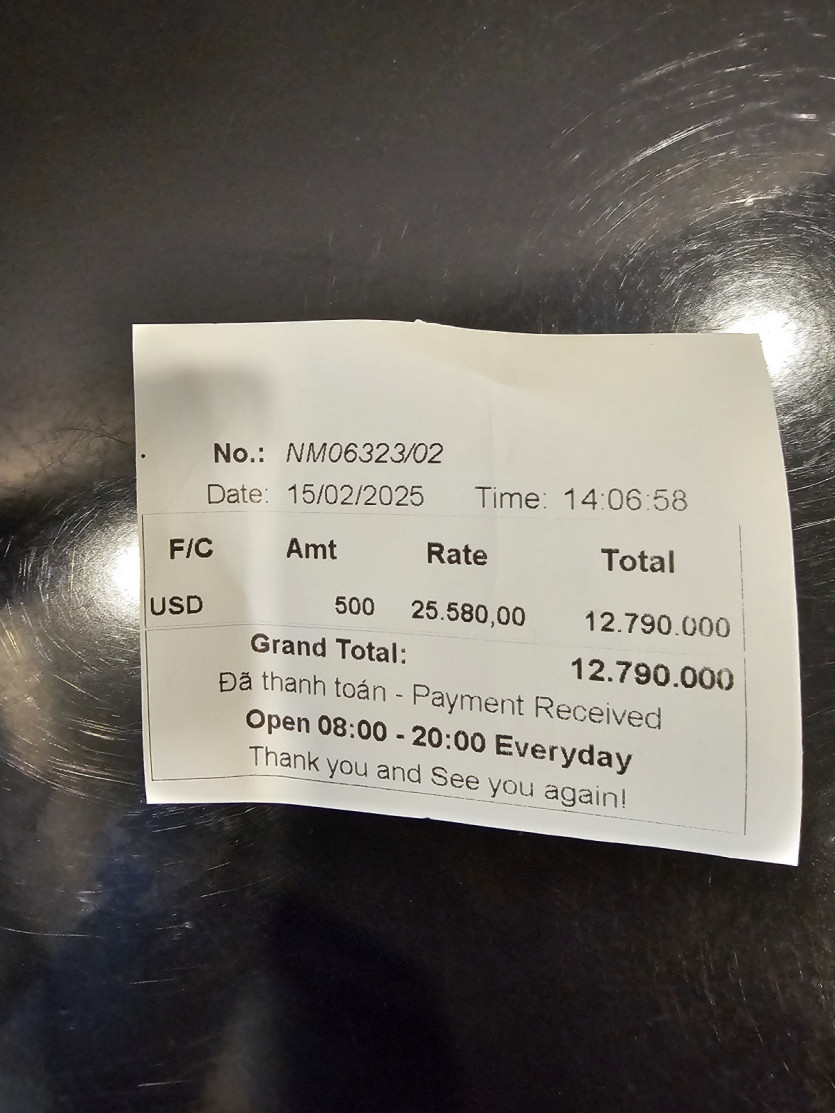 No.: NM06323/02
Date: 15/02/2025 Time: 14:06:58
F/C Amt Rate Total
USD 500 25.580,00 12.790.000
Grand Total: 12.790.000
Đã thanh toán - Payment Received
Open 08:00 - 20:00 Everyday
Thank you and See you again!